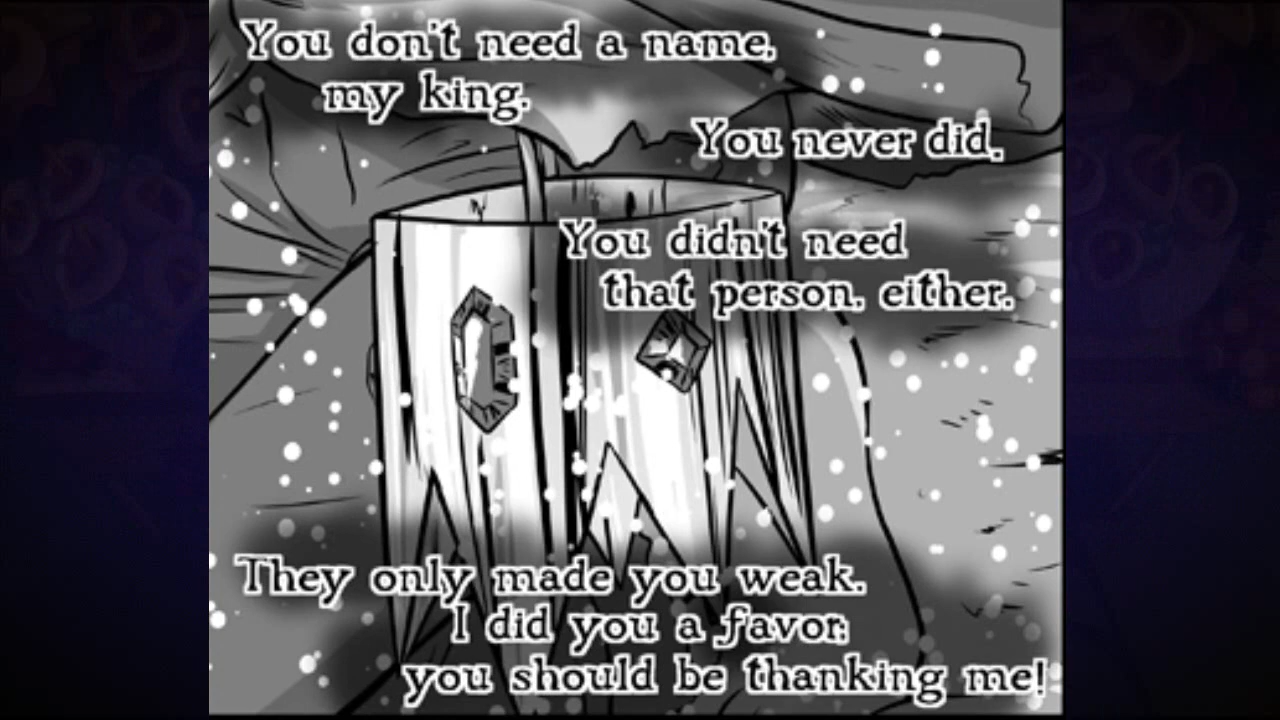 You don't need a name,
my king.
You never did.
You didn't need
that person, either.
They only made you weak.
I did you a favor;
you should be thanking me!